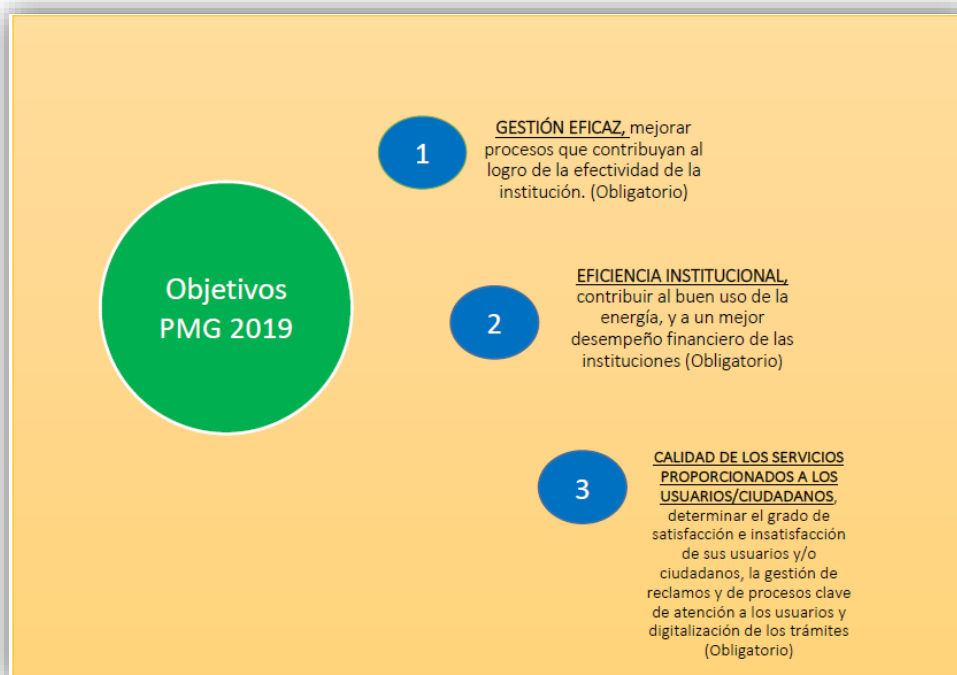 Objetivos
PMG 2019
1
GESTIÓN EFICAZ, mejorar
procesos que contribuyan al
logro de la efectividad de la
institución. (Obligatorio)
2
EFICIENCIA INSTITUCIONAL,
contribuir al buen uso de la
energía, y a un mejor
desempeño financiero de las
instituciones (Obligatorio)
3
CALIDAD DE LOS SERVICIOS
PROPORCIONADOS A LOS
USUARIOS/CIUDADANOS,
determinar el grado de
satisfacción e insatisfacción
de sus usuarios y/o
ciudadanos, la gestión de
reclamos y de procesos clave
de atención a los usuarios y
digitalización de los trámites
(Obligatorio)